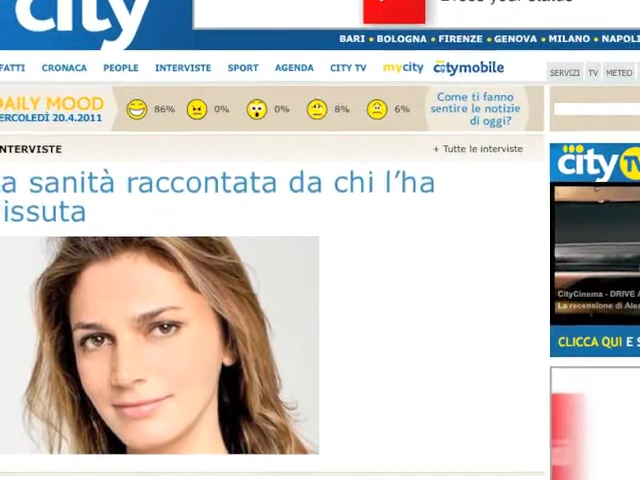 city
BARI • BOLOGNA • FIRENZE • GENOVA • MILANO • NAPOLI
FATTI CRONACA PEOPLE INTERVISTE SPORT AGENDA CITY TV mycity citymobile
SERVIZI TV METEO
DAILY MOOD
MERCOLEDÌ 20.4.2011
86% 0% 0% 8% 6%
Come ti fanno
sentire le notizie
di oggi?
INTERVISTE
+ Tutte le interviste
a sanità raccontata da chi l'ha
issuta
city TV
CityCinema - DRIVE A
La recensione di Ales
CLICCA QUI E S